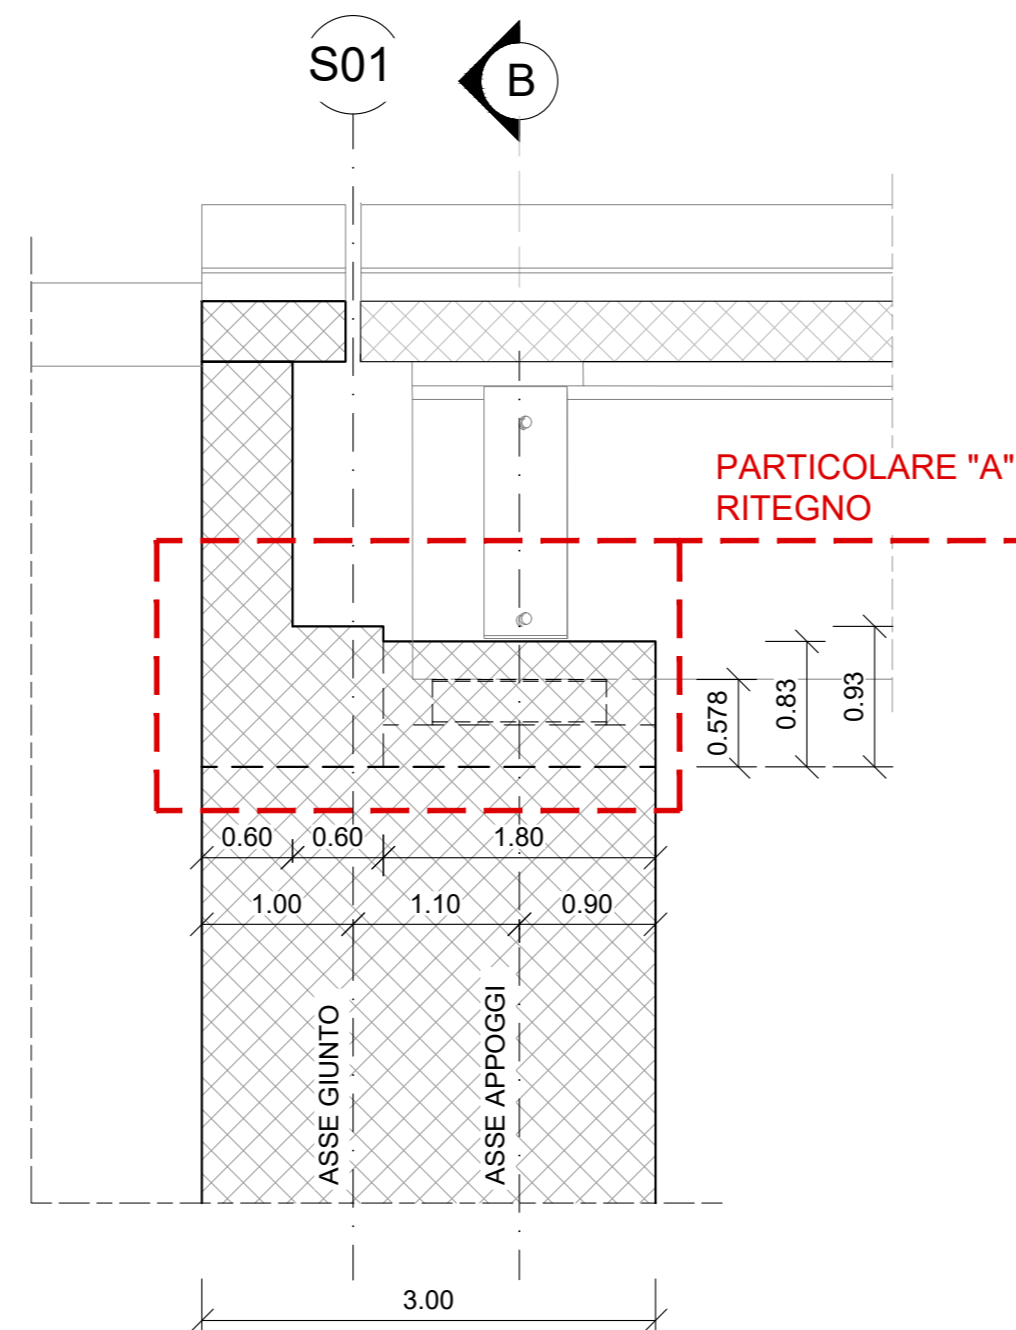 S01
B
PARTICOLARE "A"
RITEGNO
0.578
0.83
0.93
0.60
0.60
1.80
1.00
1.10
0.90
ASSE GIUNTO
ASSE APPOGGI
3.00